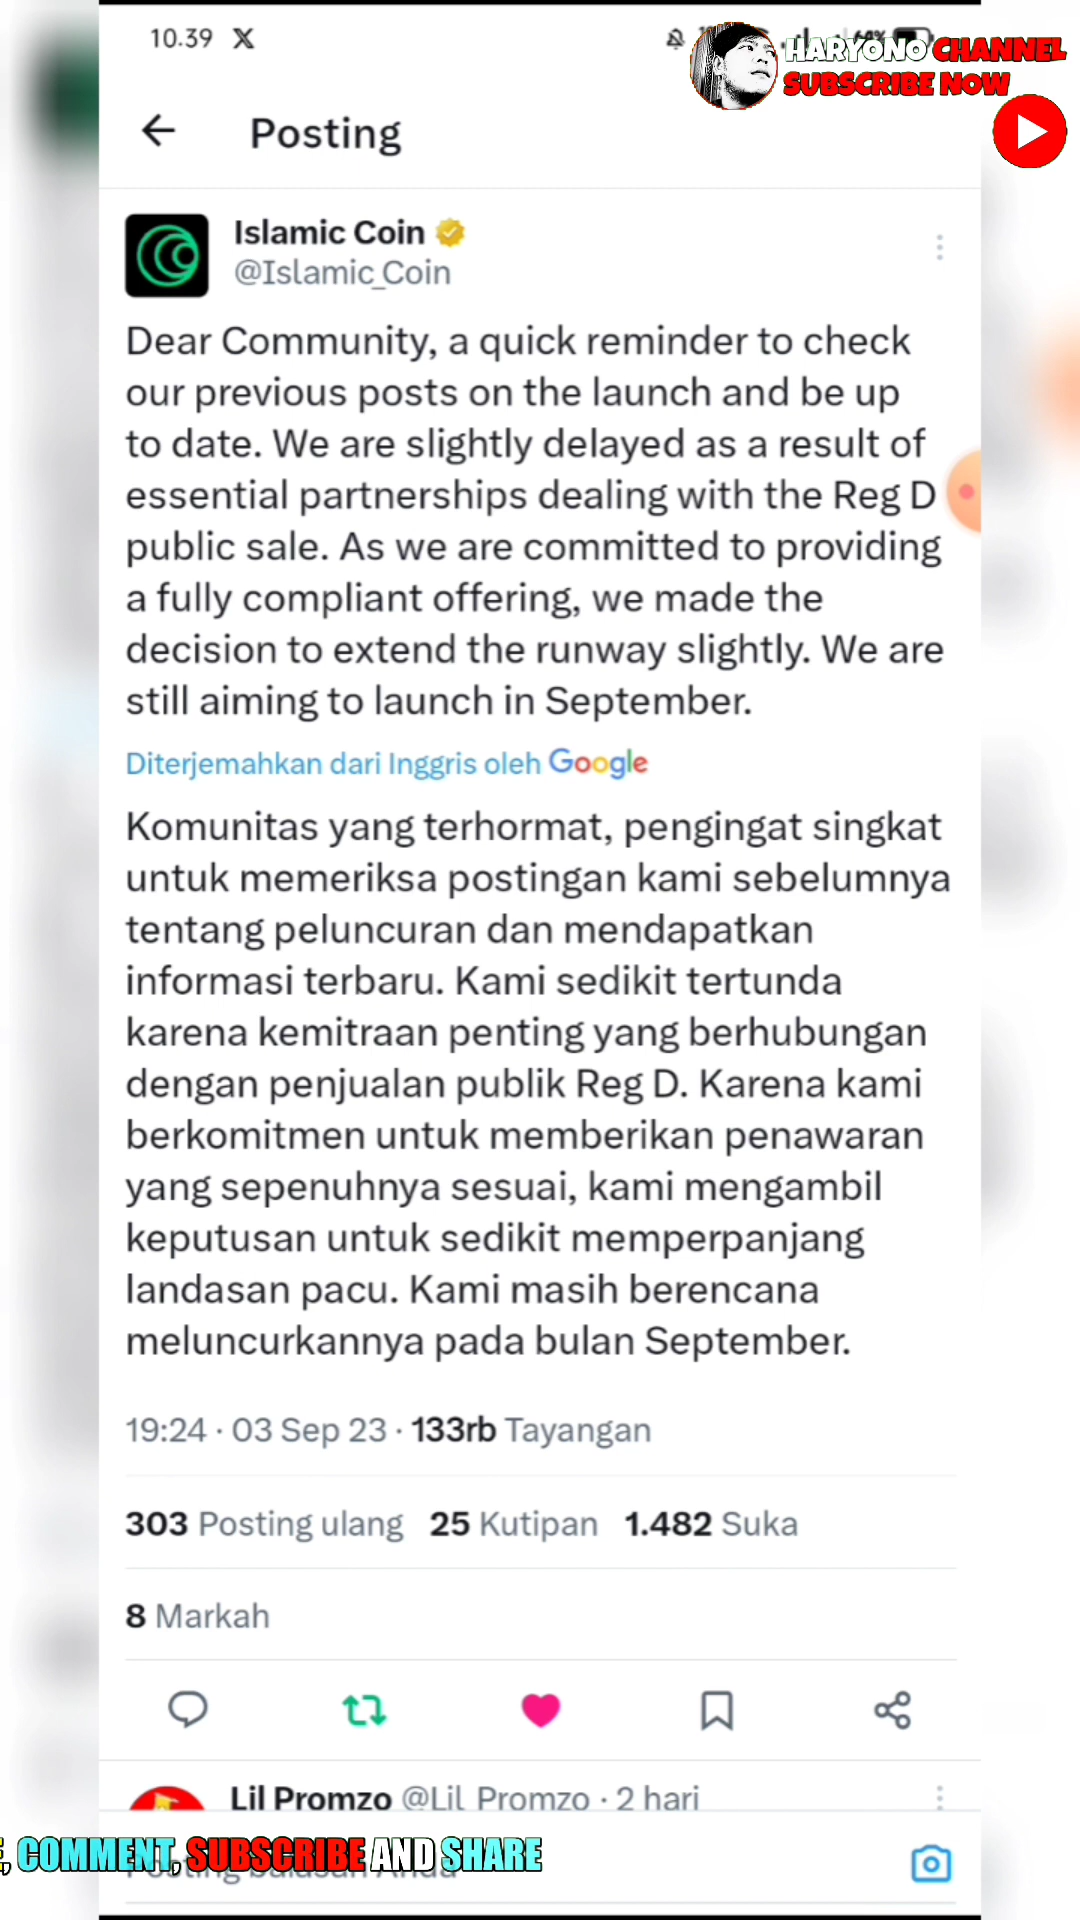 10.39 X
HARYONO CHANNEL
SUBSCRIBE NOW
Posting
Islamic Coin
@Islamic_Coin
Dear Community, a quick reminder to check
our previous posts on the launch and be up
to date. We are slightly delayed as a result of
essential partnerships dealing with the Reg D
public sale. As we are committed to providing
a fully compliant offering, we made the
decision to extend the runway slightly. We are
still aiming to launch in September.
Diterjemahkan dari Inggris oleh Google
Komunitas yang terhormat, pengingat singkat
untuk memeriksa postingan kami sebelumnya
tentang peluncuran dan mendapatkan
informasi terbaru. Kami sedikit tertunda
karena kemitraan penting yang berhubungan
dengan penjualan publik Reg D. Karena kami
berkomitmen untuk memberikan penawaran
yang sepenuhnya sesuai, kami mengambil
keputusan untuk sedikit memperpanjang
landasan pacu. Kami masih berencana
meluncurkannya pada bulan September.
19:24 · 03 Sep 23 · 133rb Tayangan
303 Posting ulang 25 Kutipan 1.482 Suka
8 Markah
Lil Promzo @Lil_Promzo · 2 hari
, COMMENT, SUBSCRIBE AND SHARE